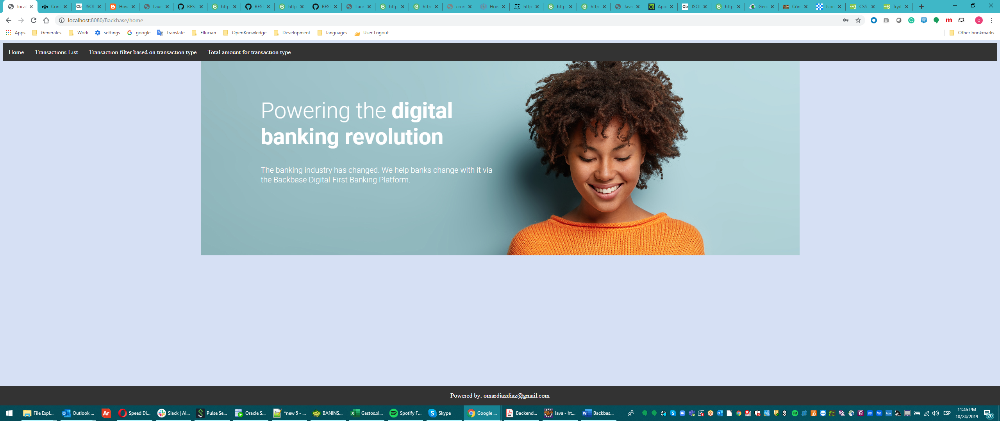 loca Con JSO How Laun REST http REST http REST Laun http http crun How http http http Java Apa JSO http Gen Cóm Jsor CSS Tryit
localhost:8080/Backbase/home
Apps Generales Work settings google Translate Ellucian OpenKnowledge Development languages User Logout Other bookmarks
Home Transactions List Transaction filter based on transaction type Total amount for transaction type
Powering the digital
banking revolution
The banking industry has changed. We help banks change with it via
the Backbase Digital-First Banking Platform.
Powered by: omardiazdiaz@gmail.com
File Expl... Outlook ... Ar Speed Di... Slack | Al... Pulse Se... Oracle S... *new 5 - ... BANINS... Gastos.xl... Spotify F... Skype Google ... Backend... Java - ht... Backbas... ESP 11:46 PM
10/24/2019 20